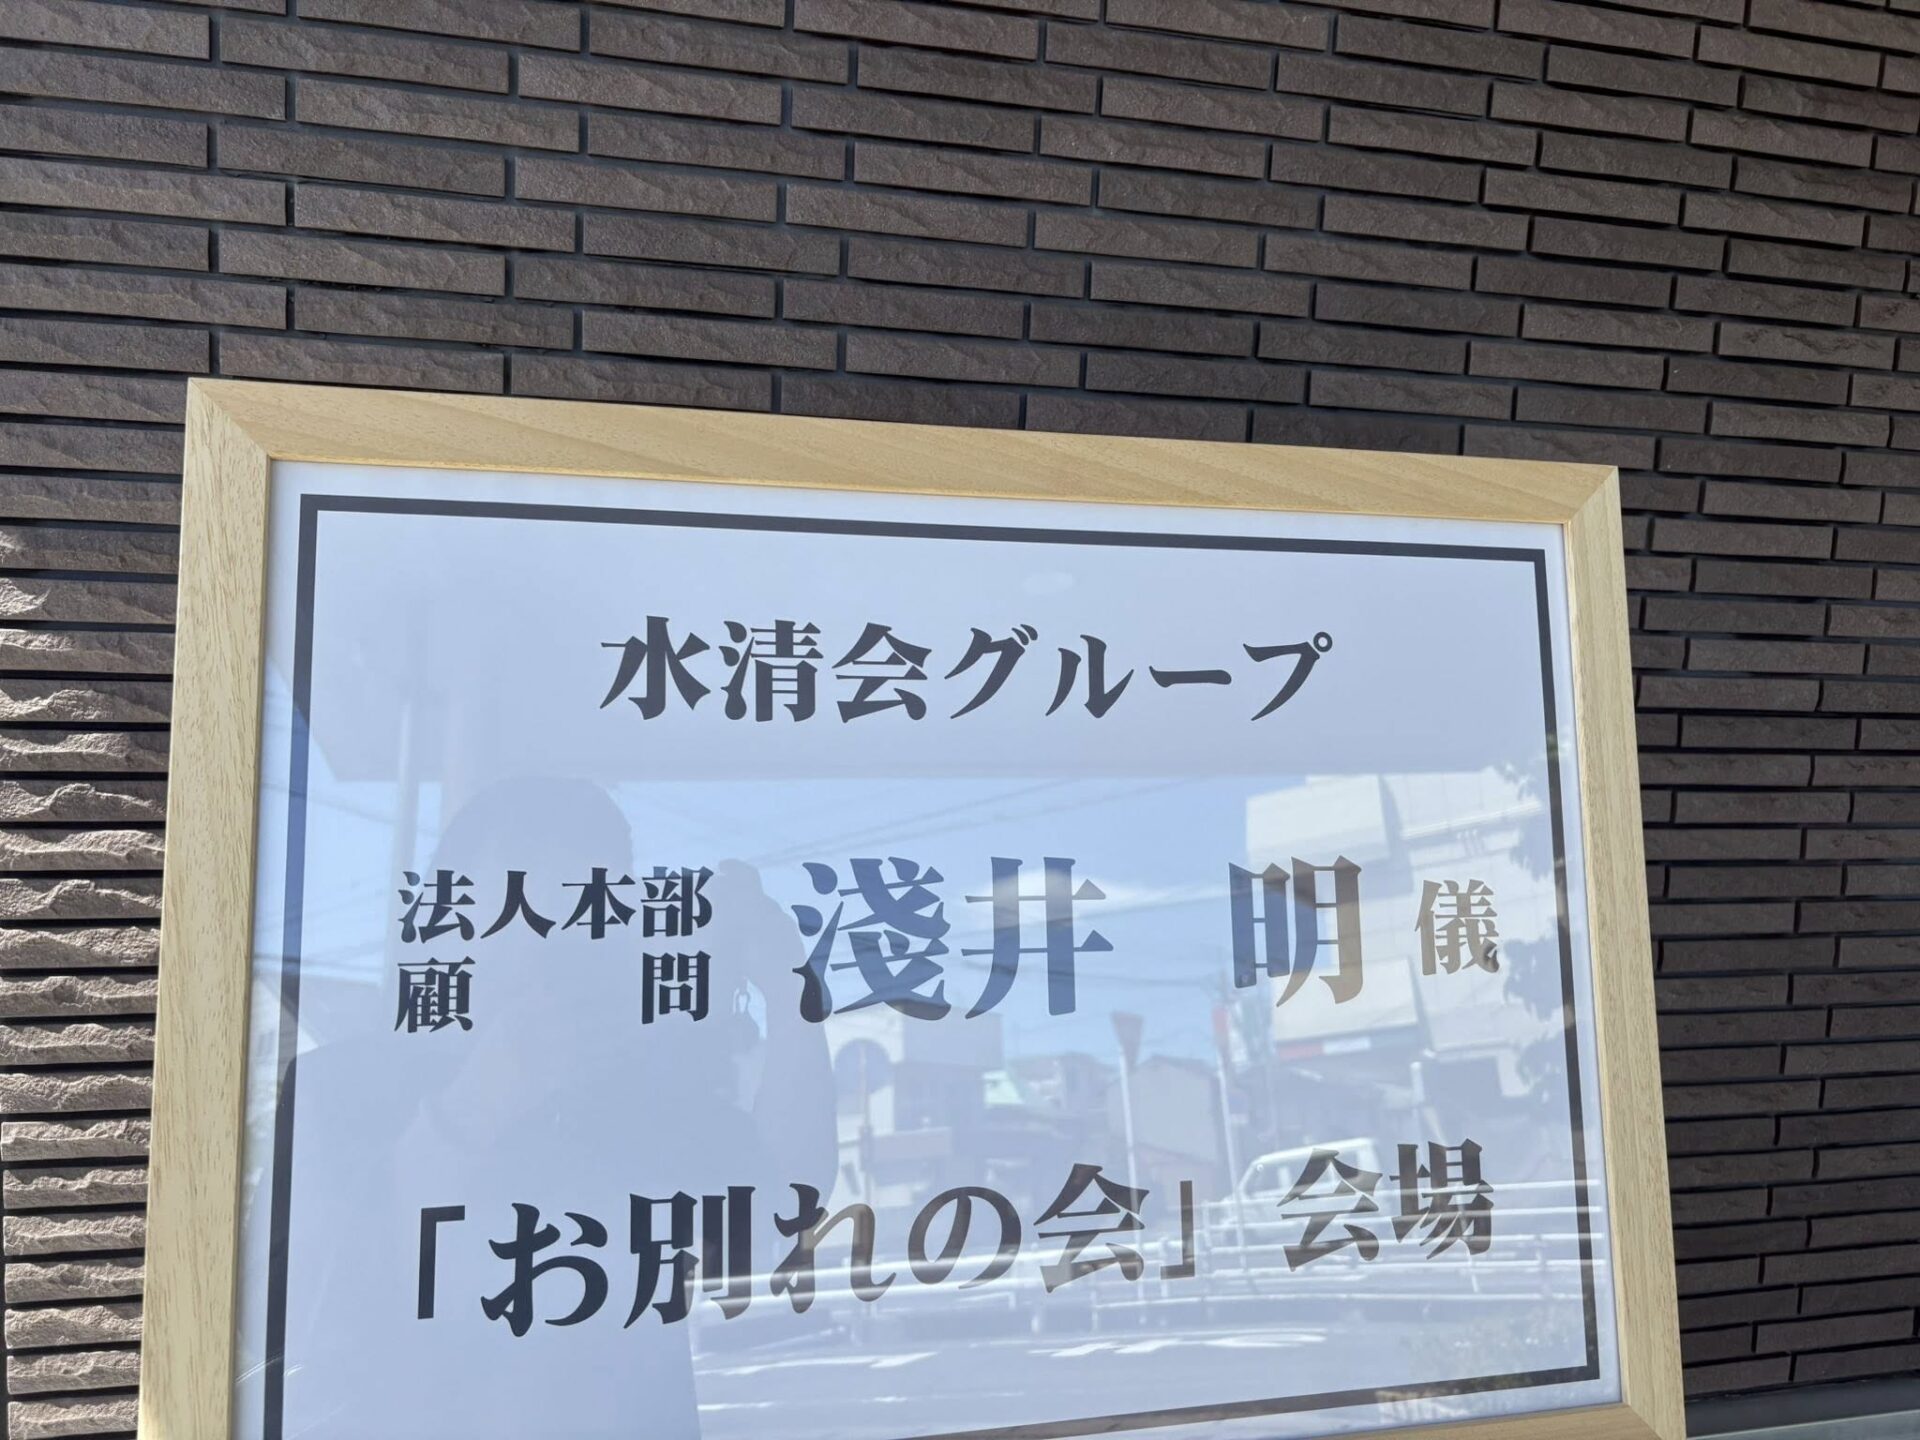 水清会グループ
法人本部
顧問
淺井 明 儀
「お別れの会」会場